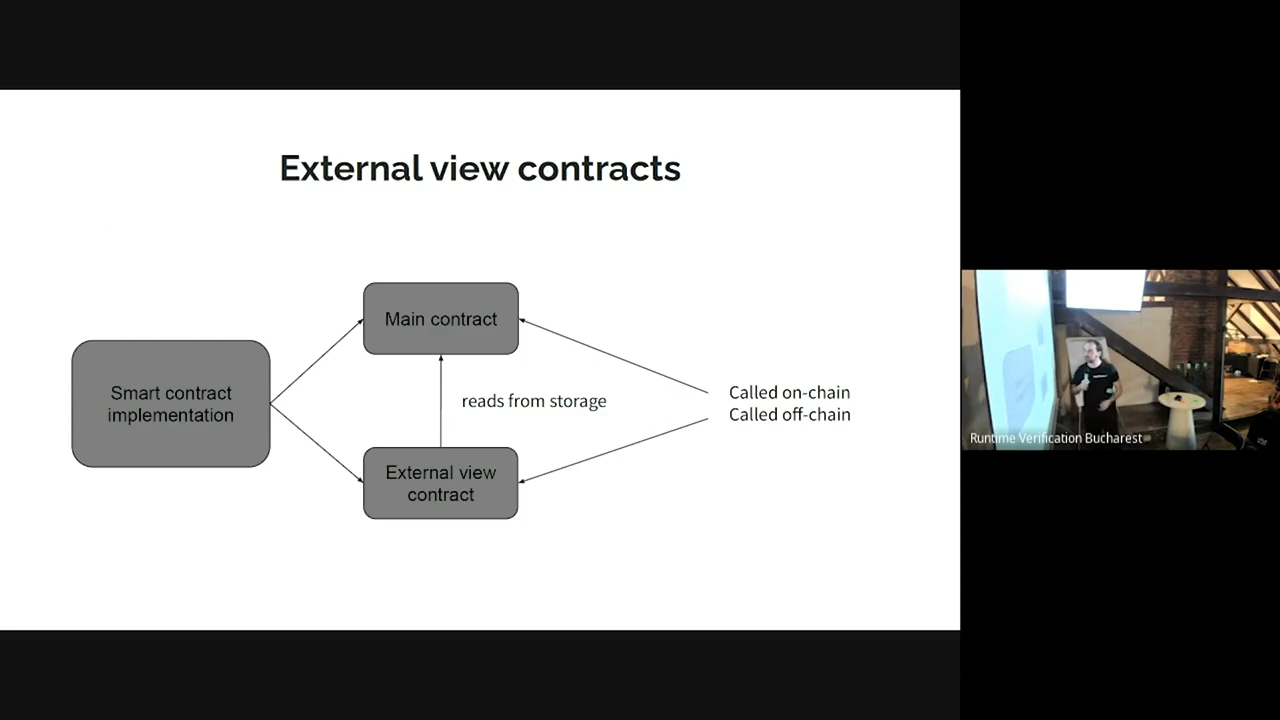 External view contracts
Main contract
Smart contract
implementation
reads from storage
Called on-chain
Called off-chain
External view
contract
Runtime Verification Bucharest